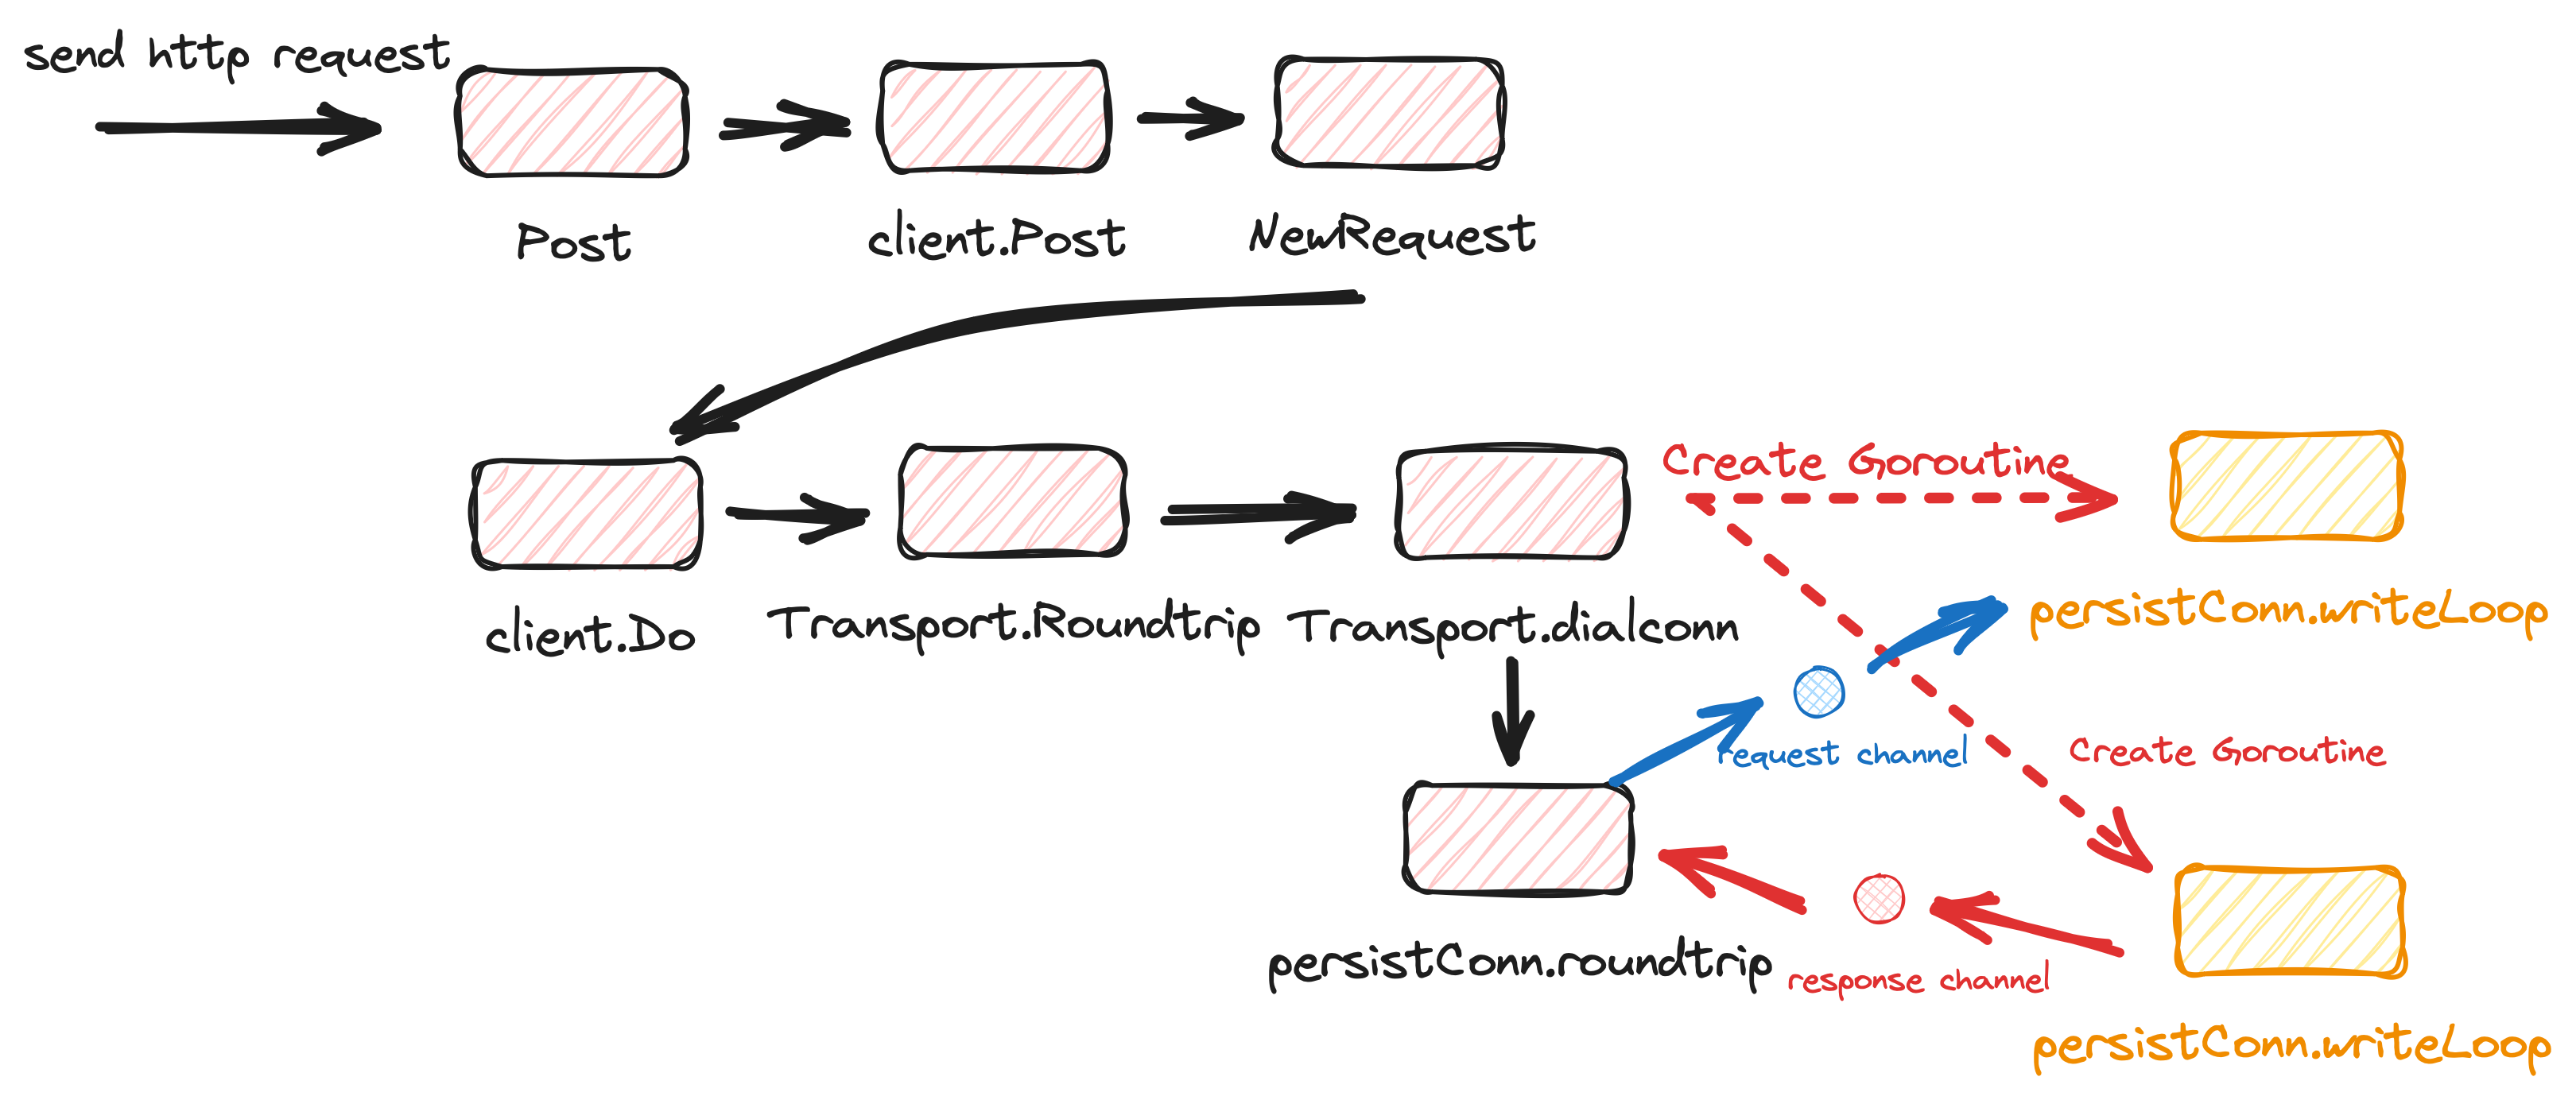 send http request
Post
client.Post
NewRequest
Create Goroutine
client.Do
Transport.Roundtrip
Transport.dialconn
persistConn.writeLoop
request channel
Create Goroutine
persistConn.roundtrip
response channel
persistConn.writeLoop